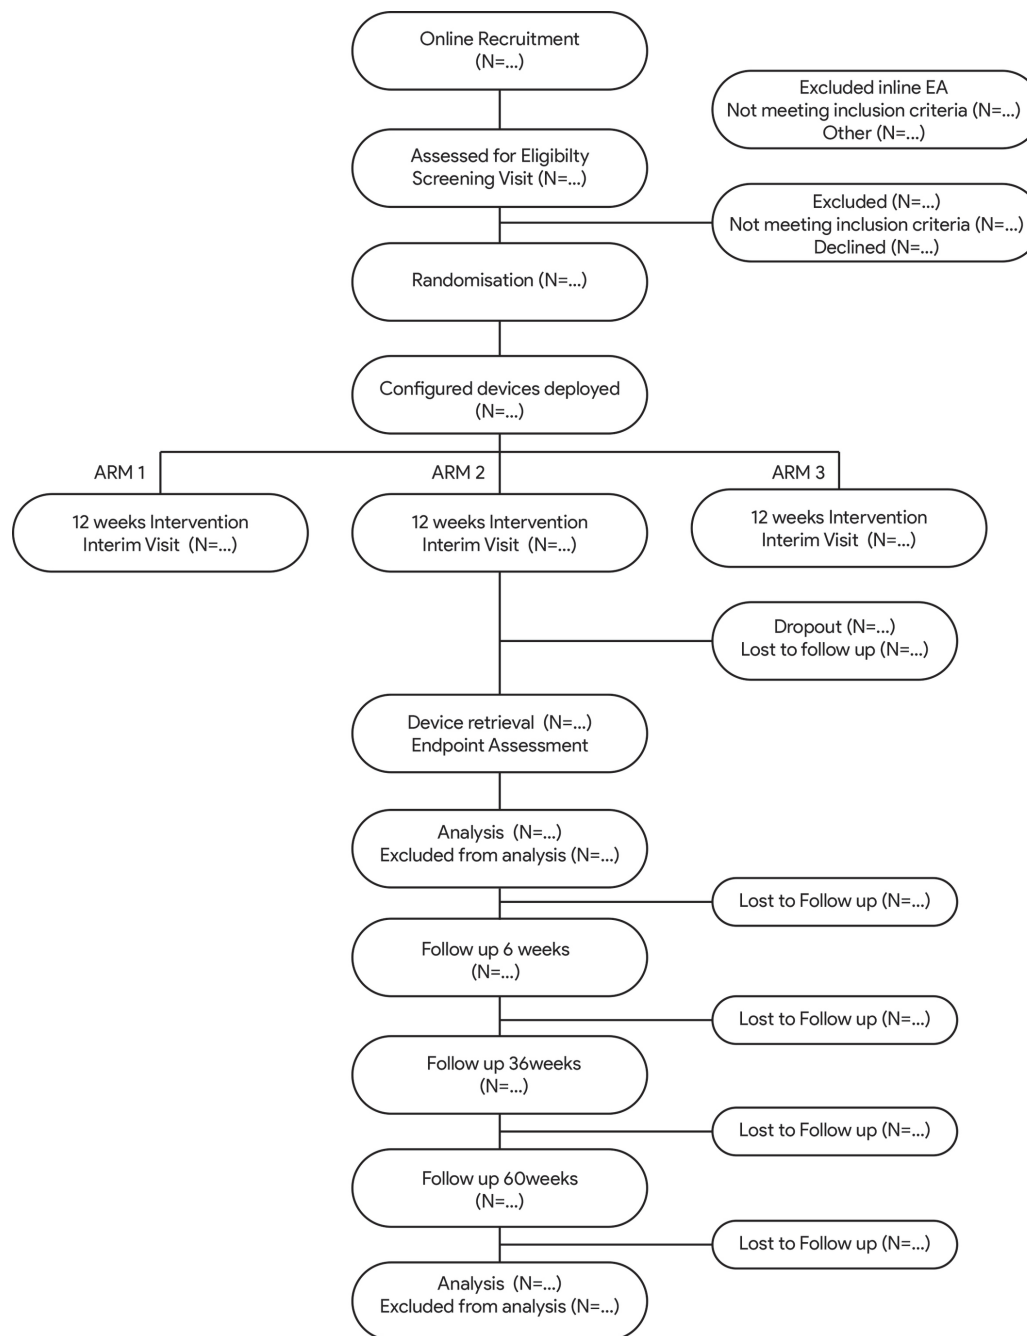 Online Recruitment
(N=...)
Excluded inline EA
Not meeting inclusion criteria (N=...)
Other (N=...)
Assessed for Eligibilty
Screening Visit (N=...)
Excluded (N=...)
Not meeting inclusion criteria (N=...)
Declined (N=...)
Randomisation (N=...)
Configured devices deployed
(N=...)
ARM 1
ARM 2
ARM 3
12 weeks Intervention
Interim Visit (N=...)
12 weeks Intervention
Interim Visit (N=...)
12 weeks Intervention
Interim Visit (N=...)
Dropout (N=...)
Lost to follow up (N=...)
Device retrieval (N=...)
Endpoint Assessment
Analysis (N=...)
Excluded from analysis (N=...)
Lost to Follow up (N=...)
Follow up 6 weeks
(N=...)
Lost to Follow up (N=...)
Follow up 36weeks
(N=...)
Lost to Follow up (N=...)
Follow up 60weeks
(N=...)
Lost to Follow up (N=...)
Analysis (N=...)
Excluded from analysis (N=...)